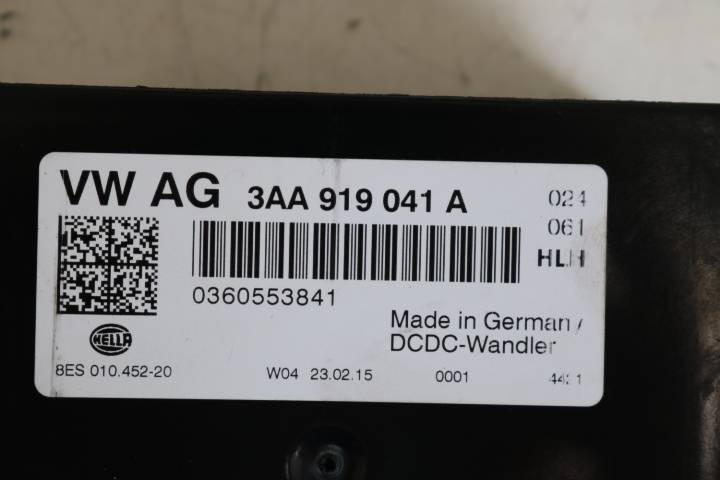 VW AG 3AA 919 041 A 024
061
HLH
0360553841
Made in Germany
DCDC-Wandler
HELLA
8ES 010.452-20 W04 23.02.15 0001